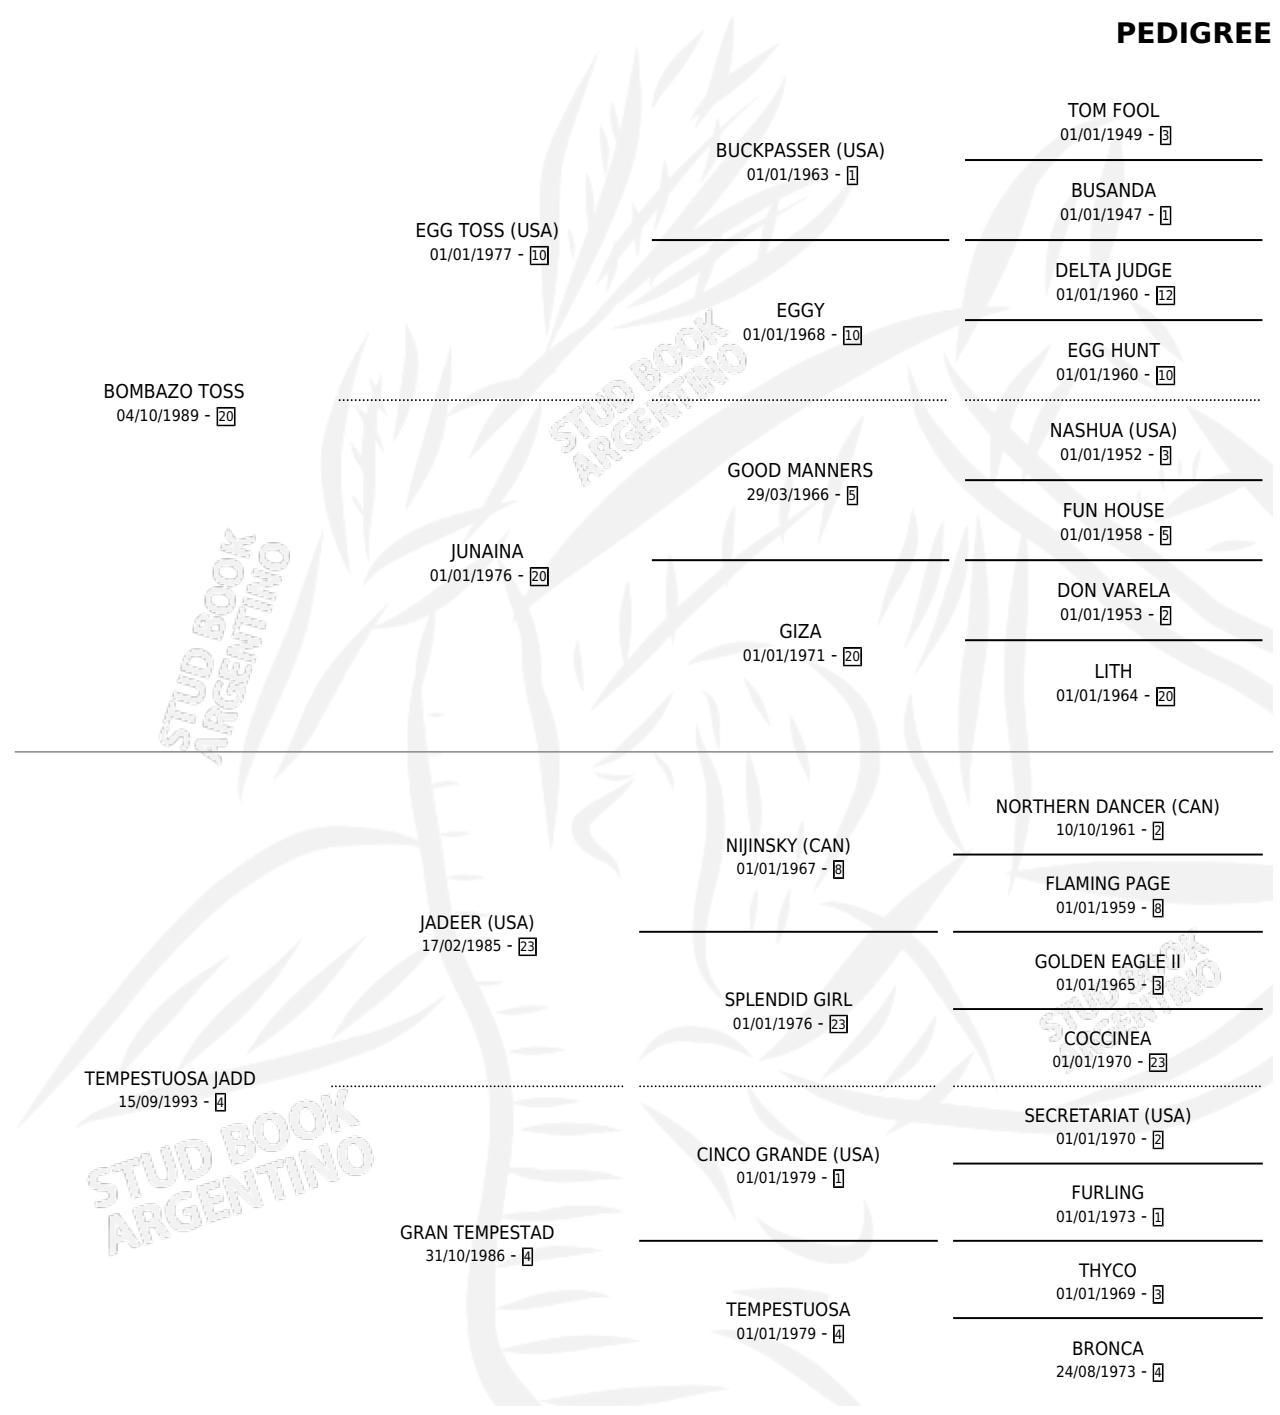 PEDIGREE
TOM FOOL
01/01/1949 - 3
BUCKPASSER (USA)
01/01/1963 - 1
BUSANDA
01/01/1947 - 1
EGG TOSS (USA)
01/01/1977 - 10
DELTA JUDGE
01/01/1960 - 12
EGGY
01/01/1968 - 10
EGG HUNT
01/01/1960 - 10
BOMBAZO TOSS
04/10/1989 - 20
STUD BOOK
ARGENTINO
NASHUA (USA)
01/01/1952 - 3
GOOD MANNERS
29/03/1966 - 5
FUN HOUSE
01/01/1958 - 5
JUNAINA
01/01/1976 - 20
DON VARELA
01/01/1953 - 2
GIZA
01/01/1971 - 20
LITH
01/01/1964 - 20
STUD BOOK
ARGENTINO
NORTHERN DANCER (CAN)
10/10/1961 - 2
NIJINSKY (CAN)
01/01/1967 - 8
FLAMING PAGE
01/01/1959 - 8
JADEER (USA)
17/02/1985 - 23
GOLDEN EAGLE II
01/01/1965 - 3
SPLENDID GIRL
01/01/1976 - 23
STUD BOOK
ARGENTINO
COCCINEA
01/01/1970 - 23
TEMPESTUOSA JADD
15/09/1993 - 4
STUD BOOK
ARGENTINO
SECRETARIAT (USA)
01/01/1970 - 2
CINCO GRANDE (USA)
01/01/1979 - 1
FURLING
01/01/1973 - 1
GRAN TEMPESTAD
31/10/1986 - 4
THYCO
01/01/1969 - 3
TEMPESTUOSA
01/01/1979 - 4
BRONCA
24/08/1973 - 4